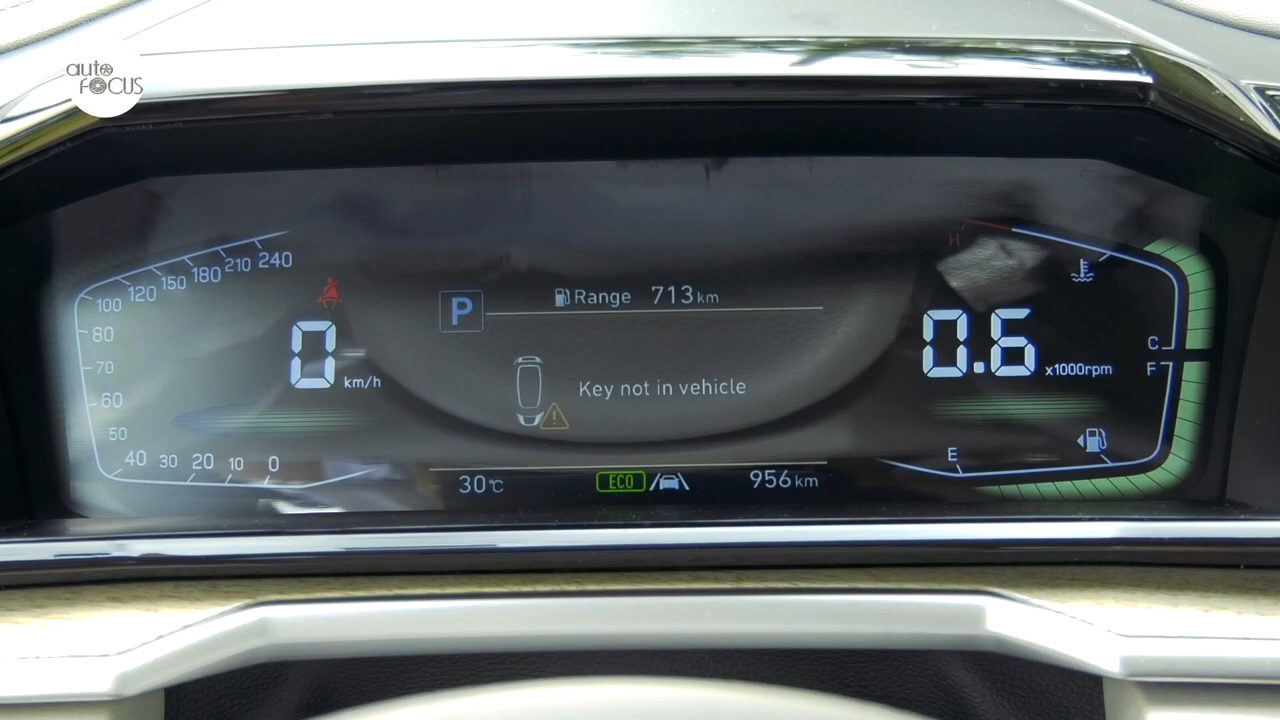 auto
FOCUS
240
210
180
150
120
100
80
70
60
50
40 30 20 10 0
0 km/h
P
Range 713 km
Key not in vehicle
30°C ECO 956 km
H
0.6 x1000rpm
C
F
E